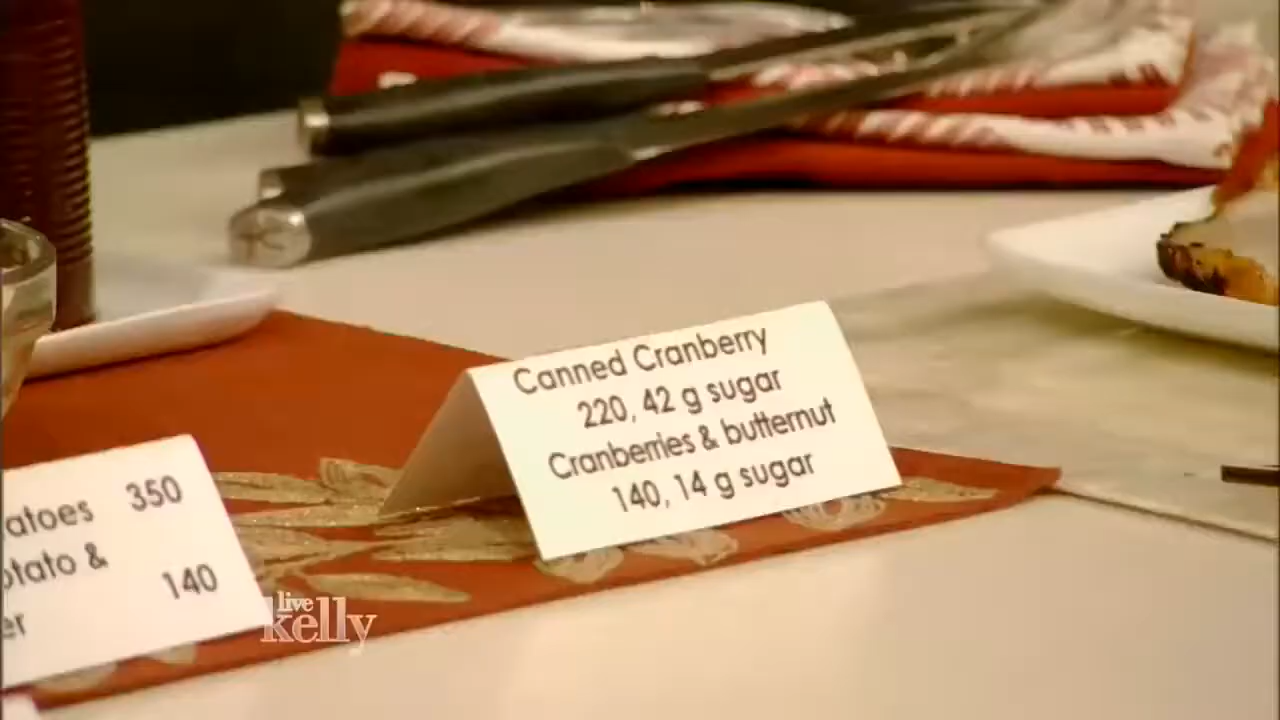 Canned Cranberry
220, 42 g sugar
Cranberries & butternut
140, 14 g sugar
atoes 350
otato &
140
er
live
kelly